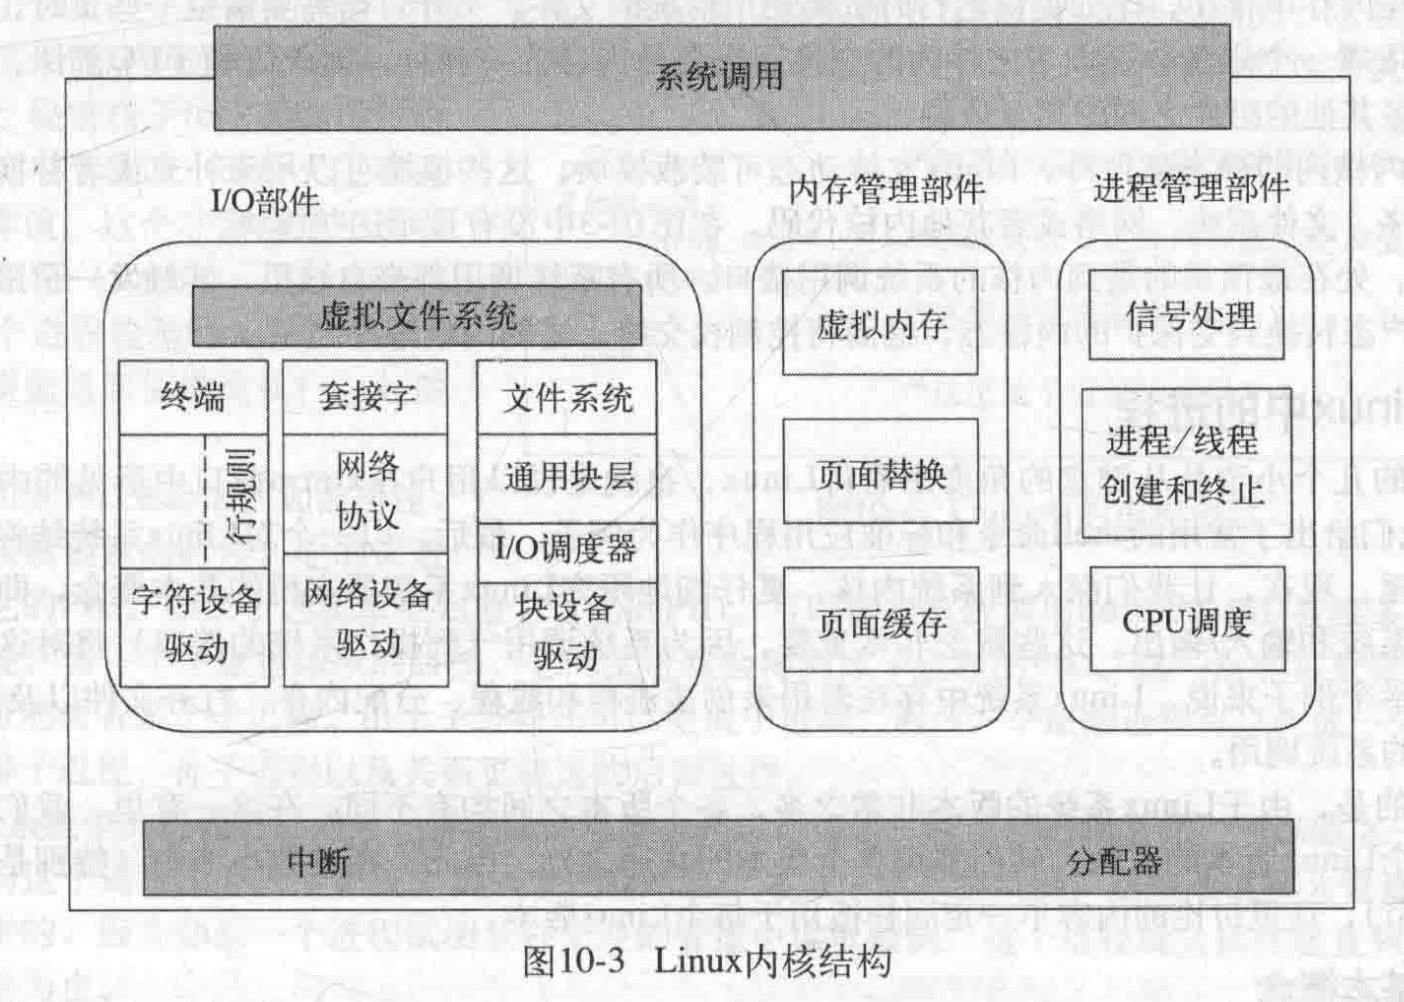 系统调用
I/O部件
内存管理部件
进程管理部件
虚拟文件系统
终端
套接字
文件系统
行规则
网络
协议
通用块层
I/O调度器
字符设备
驱动
网络设备
驱动
块设备
驱动
虚拟内存
页面替换
页面缓存
信号处理
进程/线程
创建和终止
CPU调度
中断
分配器
图10-3 Linux内核结构